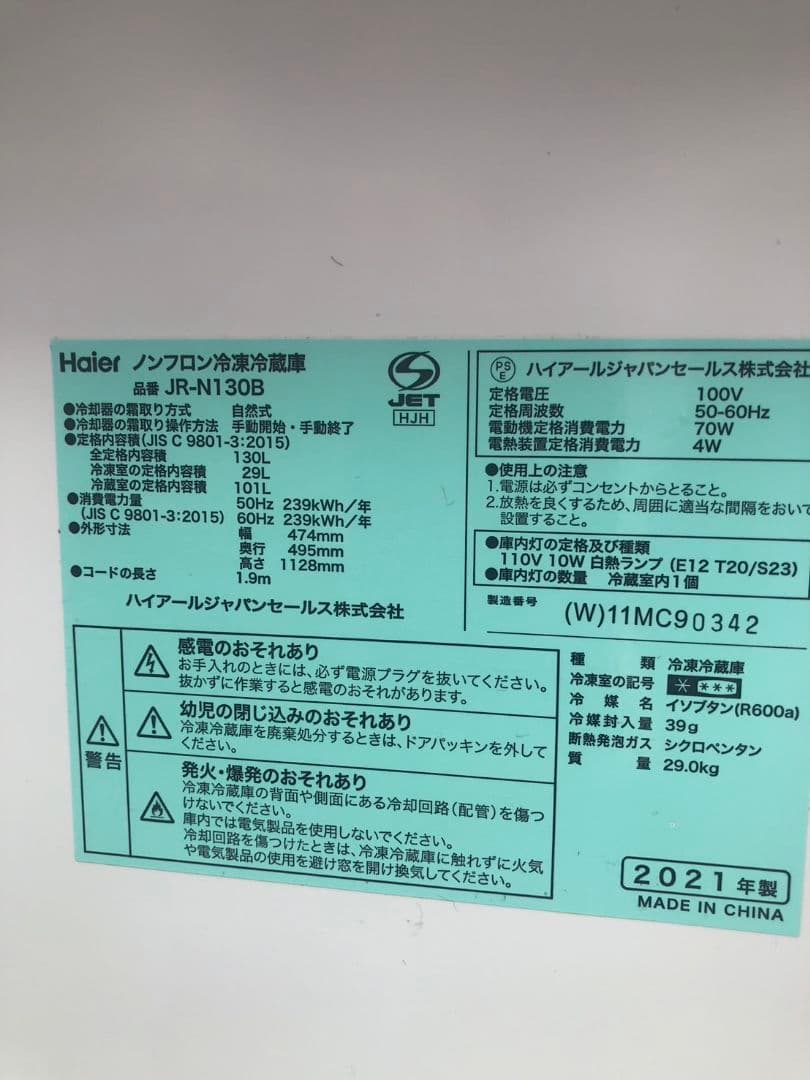 Haier ノンフロン冷凍冷蔵庫
品番 JR-N130B
●冷却器の霜取り方式 自然式
●冷却器の霜取り操作方法 手動開始・手動終了
●定格内容積(JIS C 9801-3:2015)
全定格内容積 130L
冷凍室の定格内容積 29L
冷蔵室の定格内容積 101L
●消費電力量 50Hz 239kWh/年
(JIS C 9801-3:2015) 60Hz 239kWh/年
●外形寸法 幅 474mm
奥行 495mm
高さ 1128mm
●コードの長さ 1.9m
ハイアールジャパンセールス株式会社
JET
HJH
PS
E
ハイアールジャパンセールス株式会社
定格電圧 100V
定格周波数 50-60Hz
電動機定格消費電力 70W
電熱装置定格消費電力 4W
●使用上の注意
1.電源は必ずコンセントからとること。
2.放熱を良くするため、周囲に適当な間隔をおいて
設置すること。
●庫内灯の定格及び種類
110V 10W 白熱ランプ (E12 T20/S23)
●庫内灯の数量 冷蔵室内1個
製造番号 (W)11MC90342
警告
感電のおそれあり
お手入れのときには、必ず電源プラグを抜いてください。
抜かずに作業すると感電のおそれがあります。
幼児の閉じ込みのおそれあり
冷凍冷蔵庫を廃棄処分するときは、ドアパッキンを外して
ください。
発火・爆発のおそれあり
冷凍冷蔵庫の背面や側面にある冷却回路(配管)を傷つ
けないでください。
庫内では電気製品を使用しないでください。
冷却回路を傷つけたときは、冷凍冷蔵庫に触れずに火気
や電気製品の使用を避け窓を開け換気してください。
種類 冷凍冷蔵庫
冷凍室の記号 * ***
冷媒名 イソブタン(R600a)
冷媒封入量 39g
断熱発泡ガス シクロペンタン
質量 29.0kg
2021年製
MADE IN CHINA